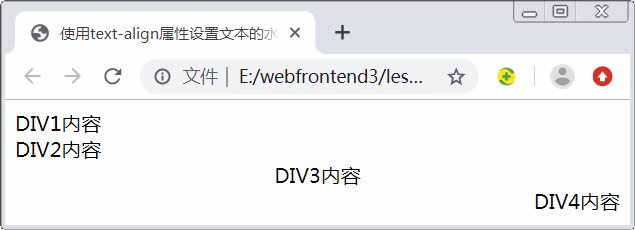 使用text-align属性设置文本的水
文件 | E:/webfrontend3/les...
DIV1内容
DIV2内容
DIV3内容
DIV4内容